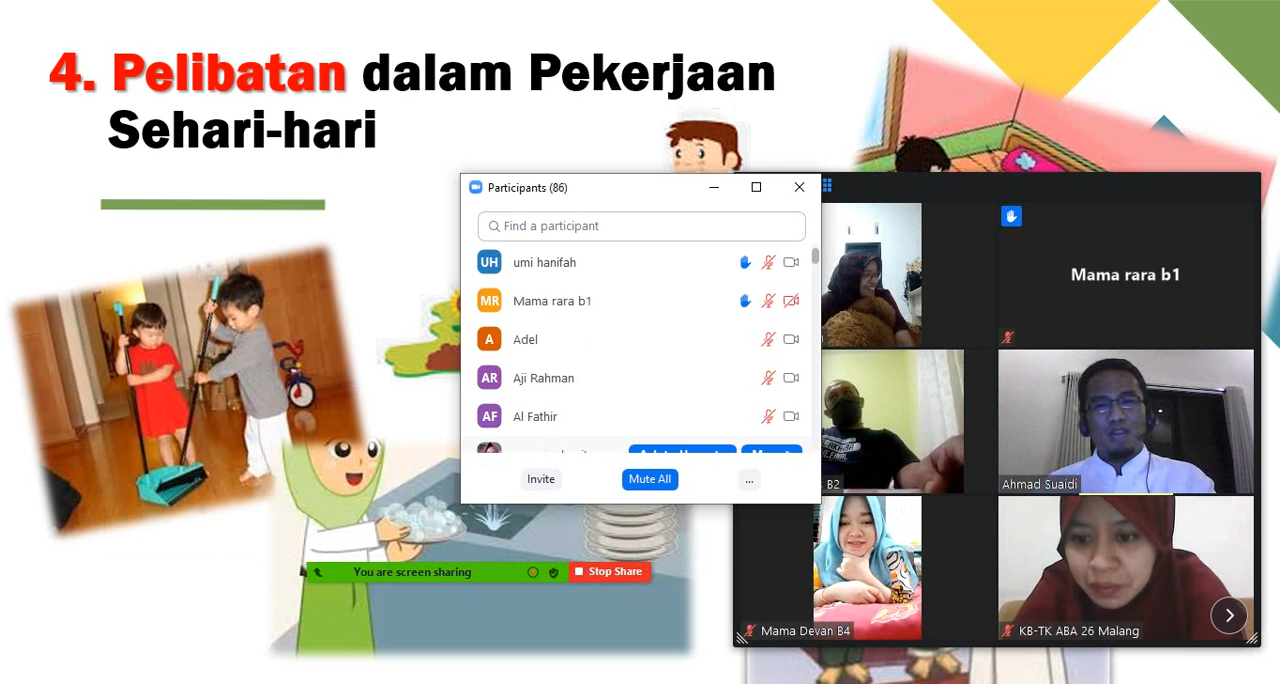 4. Pelibatan dalam Pekerjaan
Sehari-hari
Participants (86)
Find a participant
UH umi hanifah
MR Mama rara b1
A Adel
AR Aji Rahman
AF Al Fathir
Invite
Mute All
...
You are screen sharing
Stop Share
Mama rara b1
B2
Ahmad Suaidi
Mama Devan B4
KB-TK ABA 26 Malang